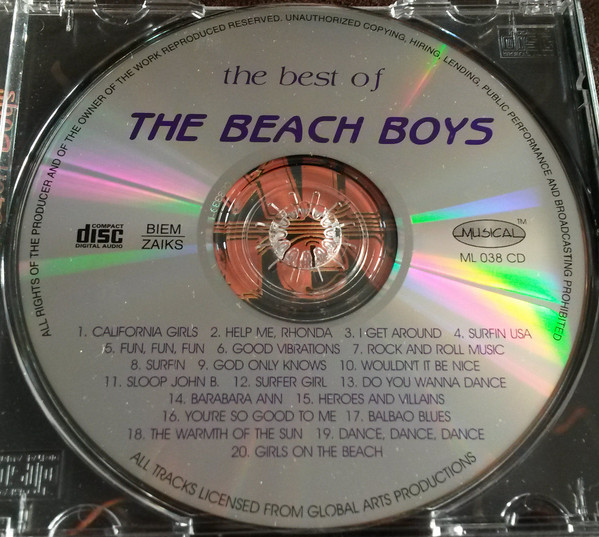 ALL RIGHTS OF THE PRODUCER AND OF THE OWNER OF THE WORK REPRODUCED RESERVED. UNAUTHORIZED COPYING, HIRING, LENDING, PUBLIC PERFORMANCE AND BROADCASTING PROHIBITED
the best of
THE BEACH BOYS
COMPACT
disc
DIGITAL AUDIO
BIEM
ZAIKS
MUSICAL™
ML 038 CD
1. CALIFORNIA GIRLS 2. HELP ME, RHONDA 3. I GET AROUND 4. SURFIN USA
5. FUN, FUN, FUN 6. GOOD VIBRATIONS 7. ROCK AND ROLL MUSIC
8. SURFIN 9. GOD ONLY KNOWS 10. WOULDN'T IT BE NICE
11. SLOOP JOHN B. 12. SURFER GIRL 13. DO YOU WANNA DANCE
14. BARABARA ANN 15. HEROES AND VILLAINS
16. YOU'RE SO GOOD TO ME 17. BALBAO BLUES
18. THE WARMTH OF THE SUN 19. DANCE, DANCE, DANCE
20. GIRLS ON THE BEACH
ALL TRACKS LICENSED FROM GLOBAL ARTS PRODUCTIONS